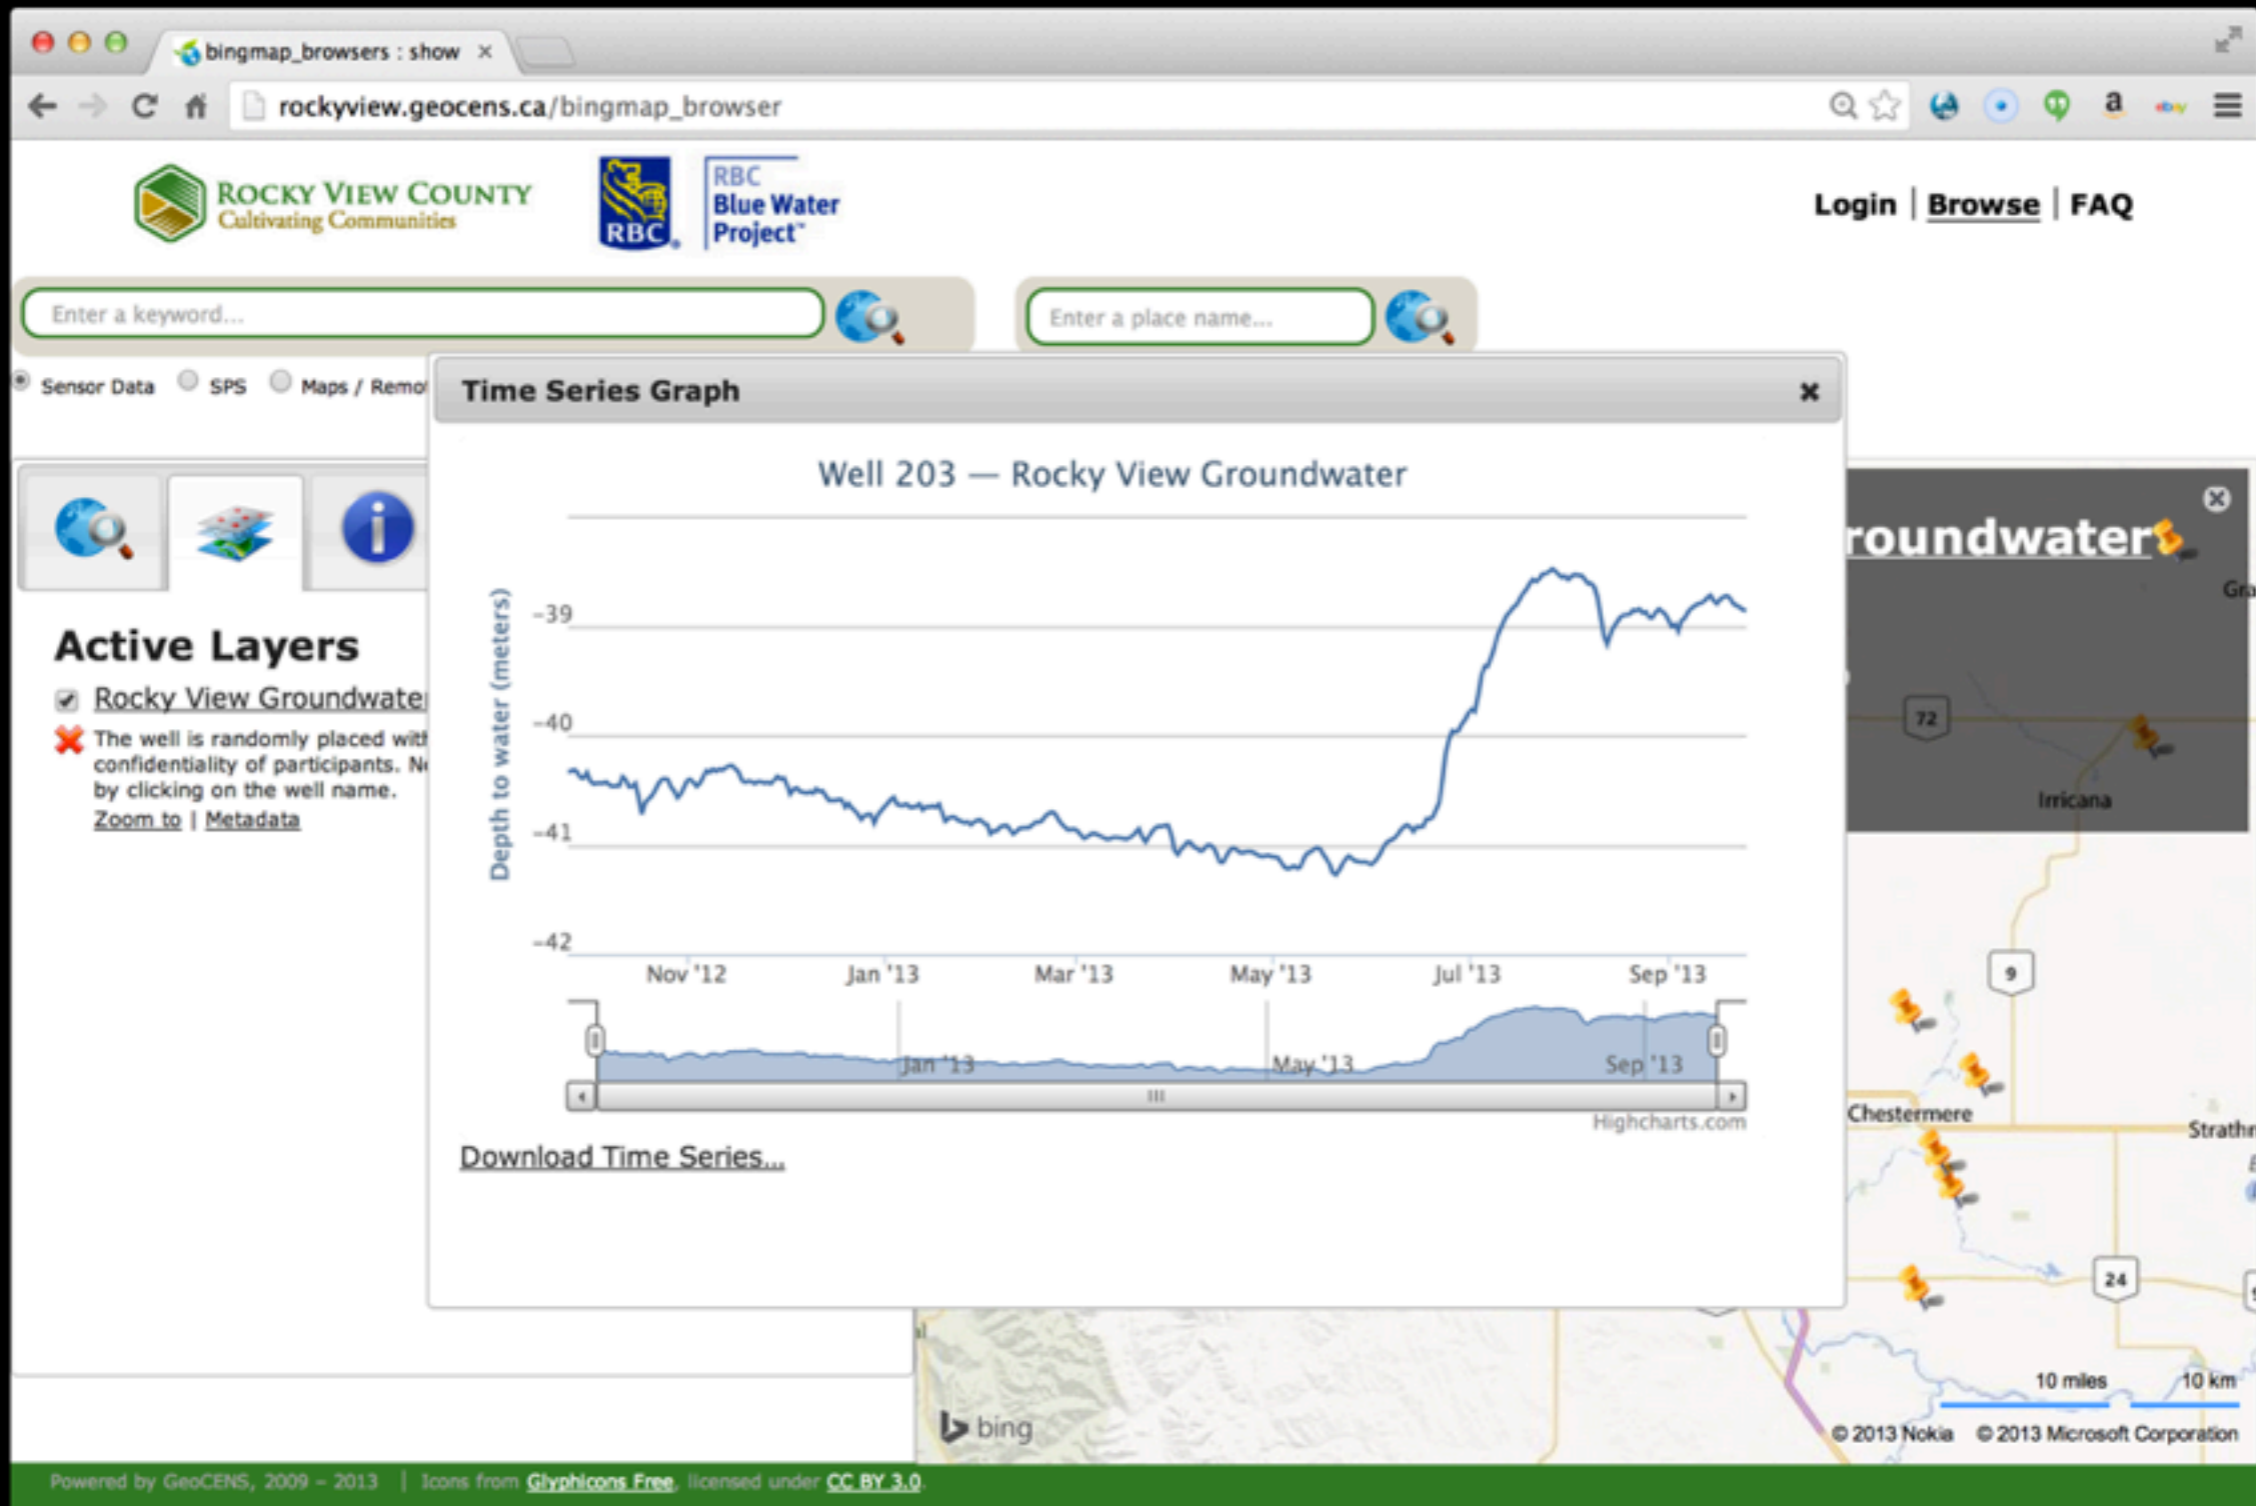 bingmap_browsers : show
rockyview.geocens.ca/bingmap_browser
ROCKY VIEW COUNTY
Cultivating Communities
RBC
RBC
Blue Water
Project™
Login | Browse | FAQ
Enter a keyword...
Enter a place name...
Sensor Data
SPS
Maps / Remo
Time Series Graph
Well 203 — Rocky View Groundwater
Depth to water (meters)
-39
-40
-41
-42
Nov '12
Jan '13
Mar '13
May '13
Jul '13
Sep '13
Jan '13
May '13
Sep '13
Highcharts.com
Download Time Series...
Active Layers
Rocky View Groundwater
The well is randomly placed with
confidentiality of participants. No
by clicking on the well name.
Zoom to | Metadata
roundwater
Gra
72
Irricana
9
Chestermere
Strathr
24
10 miles
10 km
bing
© 2013 Nokia
© 2013 Microsoft Corporation
Powered by GeoCENS, 2009 – 2013 | Icons from Glyphicons Free, licensed under CC BY 3.0.